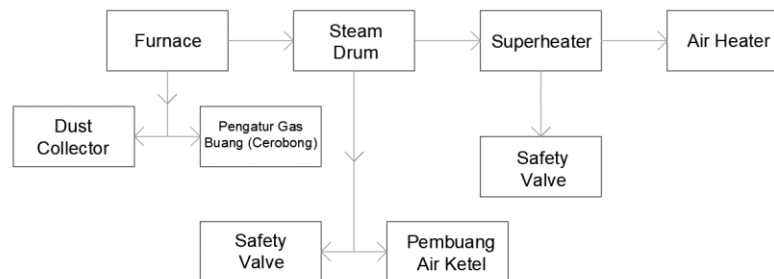 Furnace
Steam
Drum
Superheater
Air Heater
Dust
Collector
Pengatur Gas
Buang (Cerobong)
Safety
Valve
Safety
Valve
Pembuang
Air Ketel